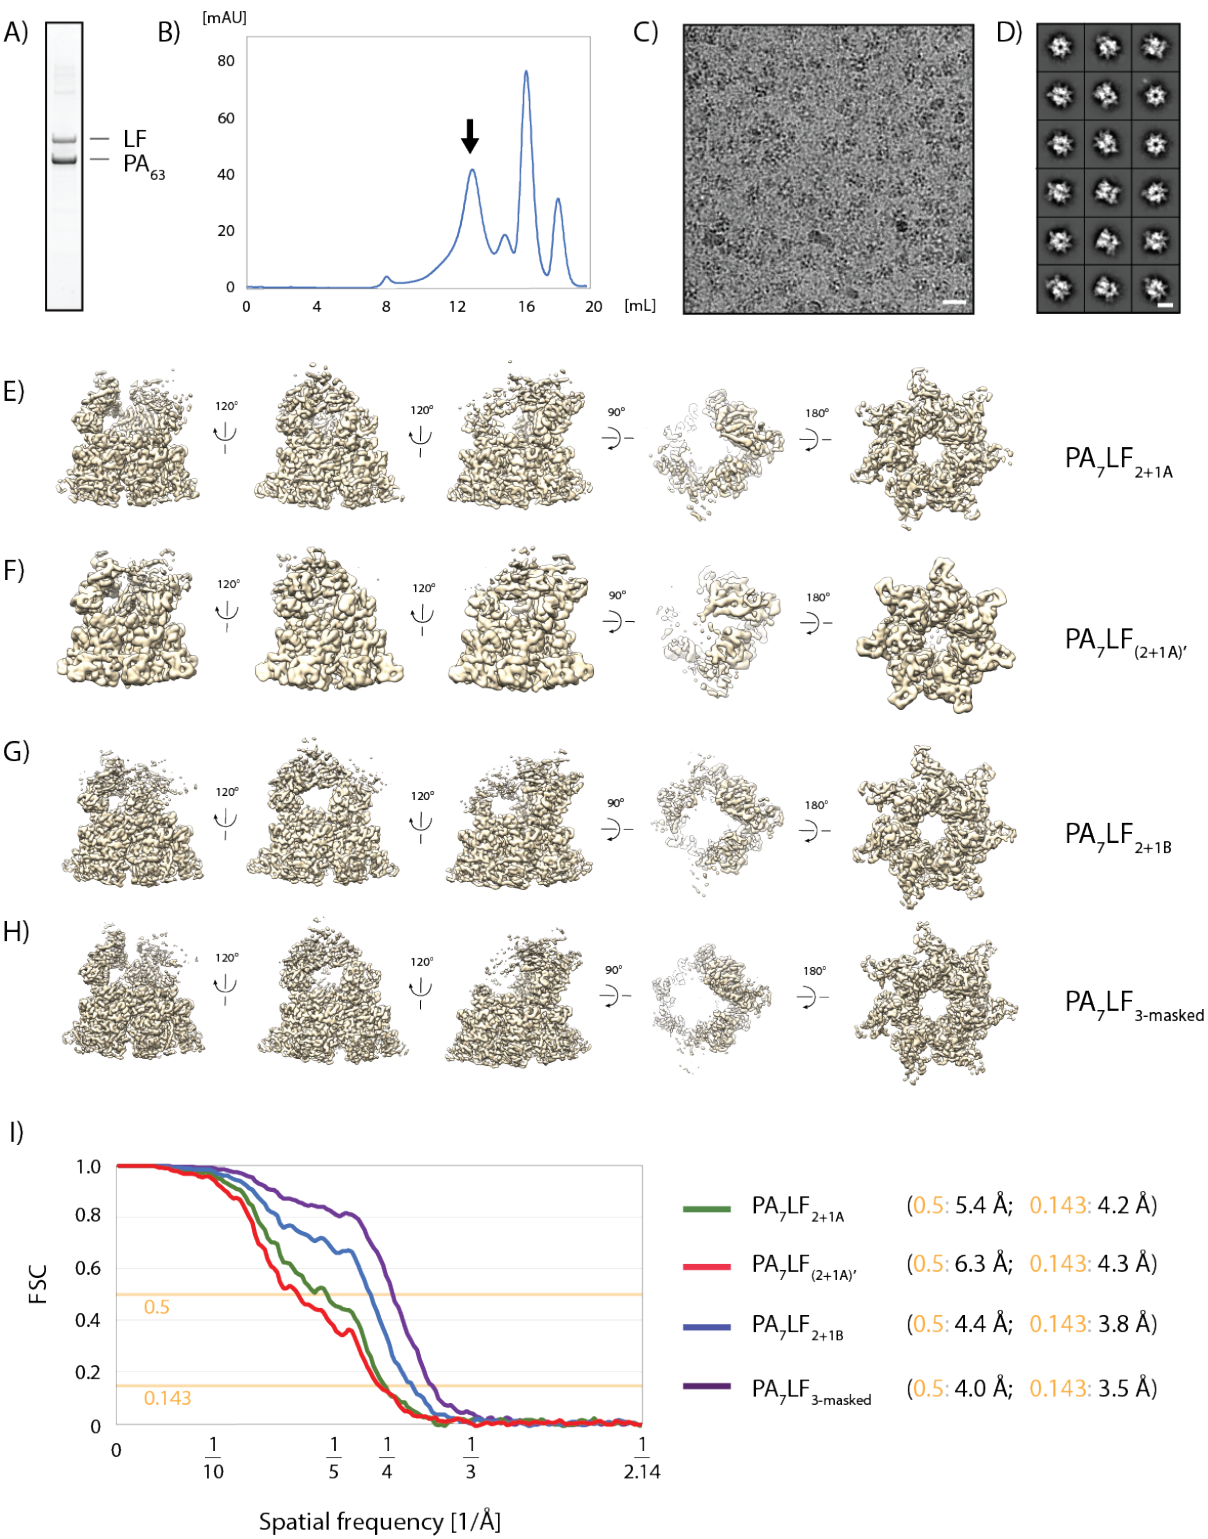 A)
LF
PA63
B)
[mAU]
80
60
40
20
0
0 4 8 12 16 20 [mL]
C)
D)
E)
120° 120° 90° 180°
PA7LF2+1A
F)
120° 120° 90° 180°
PA7LF(2+1A)′
G)
120° 120° 90° 180°
PA7LF2+1B
H)
120° 120° 90° 180°
PA7LF3-masked
I)
1.0
0.8
0.6
0.4
0.2
0
FSC
0.5
0.143
0 1/10 1/5 1/4 1/3 1/2.14
Spatial frequency [1/Å]
PA7LF2+1A (0.5: 5.4 Å; 0.143: 4.2 Å)
PA7LF(2+1A)′ (0.5: 6.3 Å; 0.143: 4.3 Å)
PA7LF2+1B (0.5: 4.4 Å; 0.143: 3.8 Å)
PA7LF3-masked (0.5: 4.0 Å; 0.143: 3.5 Å)